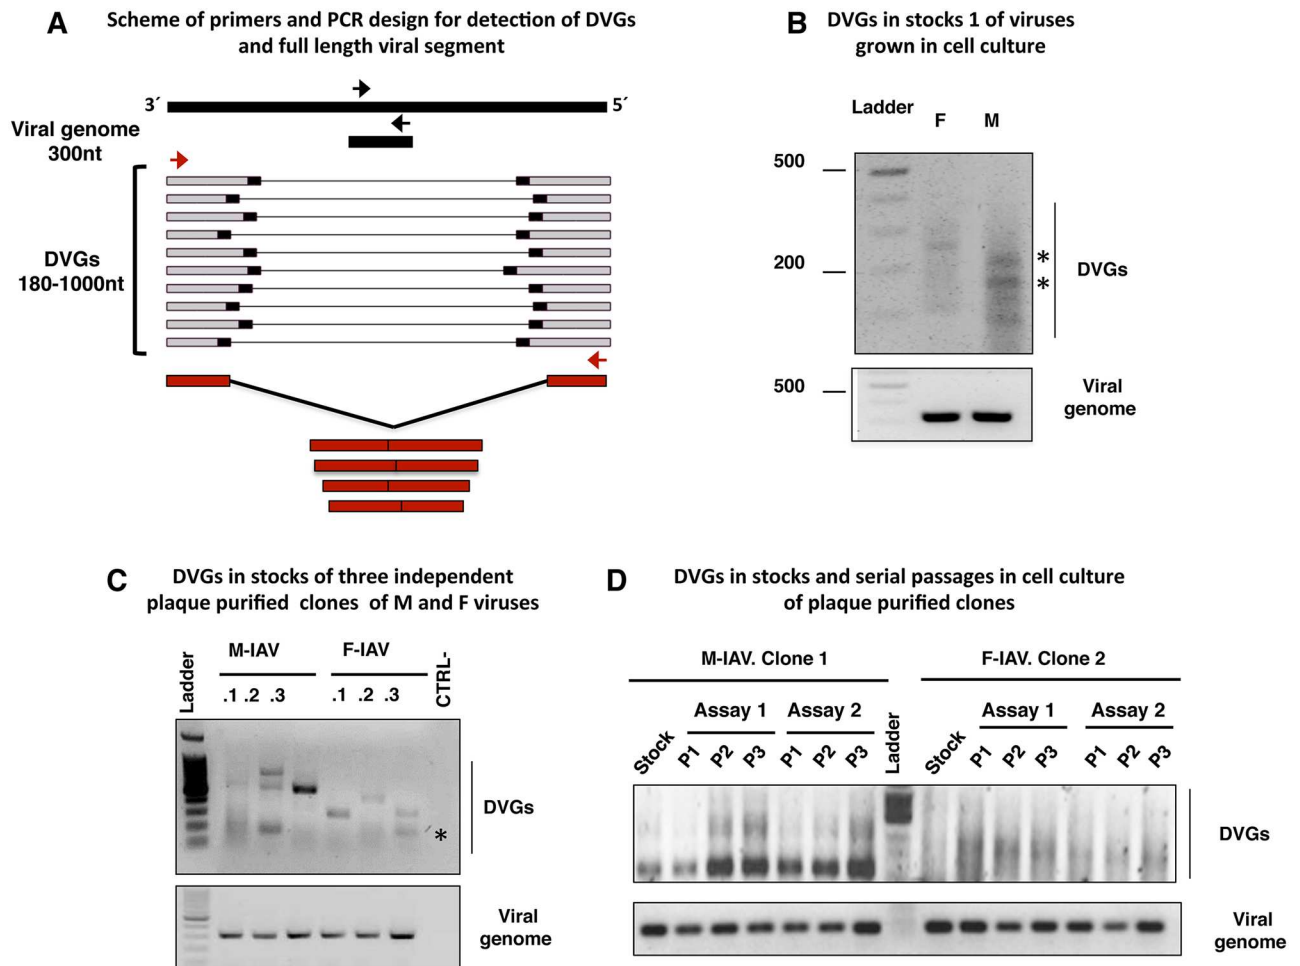 A
Scheme of primers and PCR design for detection of DVGs
and full length viral segment
3´
5´
Viral genome
300nt
DVGs
180-1000nt
B
DVGs in stocks 1 of viruses
grown in cell culture
Ladder
F
M
500
200
*
*
DVGs
500
Viral
genome
C
DVGs in stocks of three independent
plaque purified clones of M and F viruses
Ladder
M-IAV
F-IAV
CTRL-
.1 .2 .3
.1 .2 .3
DVGs
*
Viral
genome
D
DVGs in stocks and serial passages in cell culture
of plaque purified clones
M-IAV. Clone 1
F-IAV. Clone 2
Assay 1
Assay 2
Assay 1
Assay 2
Stock
P1
P2
P3
P1
P2
P3
Ladder
Stock
P1
P2
P3
P1
P2
P3
DVGs
Viral
genome